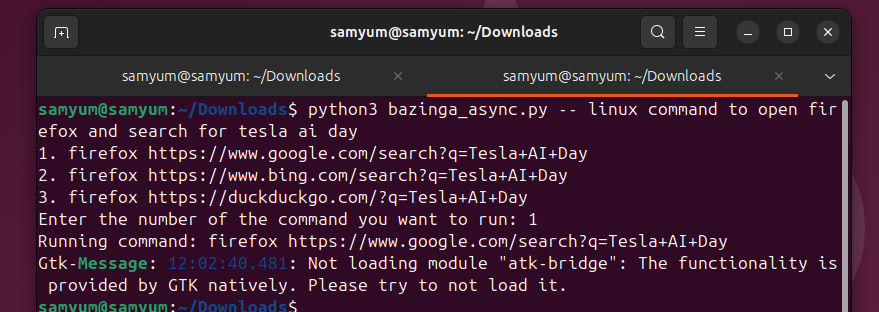 samyum@samyum: ~/Downloads
samyum@samyum: ~/Downloads
samyum@samyum: ~/Downloads
samyum@samyum:~/Downloads$ python3 bazinga_async.py -- linux command to open fir
efox and search for tesla ai day
1. firefox https://www.google.com/search?q=Tesla+AI+Day
2. firefox https://www.bing.com/search?q=Tesla+AI+Day
3. firefox https://duckduckgo.com/?q=Tesla+AI+Day
Enter the number of the command you want to run: 1
Running command: firefox https://www.google.com/search?q=Tesla+AI+Day
Gtk-Message: 12:02:40.481: Not loading module "atk-bridge": The functionality is
 provided by GTK natively. Please try to not load it.
samyum@samyum:~/Downloads$